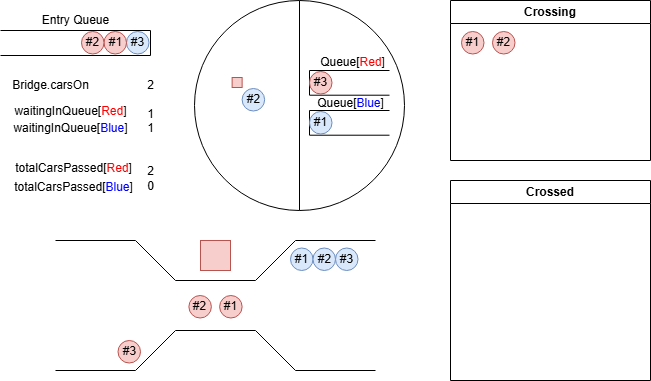 Entry Queue
#2 #1 #3
Bridge.carsOn 2
waitingInQueue[Red] 1
waitingInQueue[Blue] 1
totalCarsPassed[Red] 2
totalCarsPassed[Blue] 0
#2
Queue[Red]
#3
Queue[Blue]
#1
Crossing
#1 #2
Crossed
#1 #2 #3
#2 #1
#3